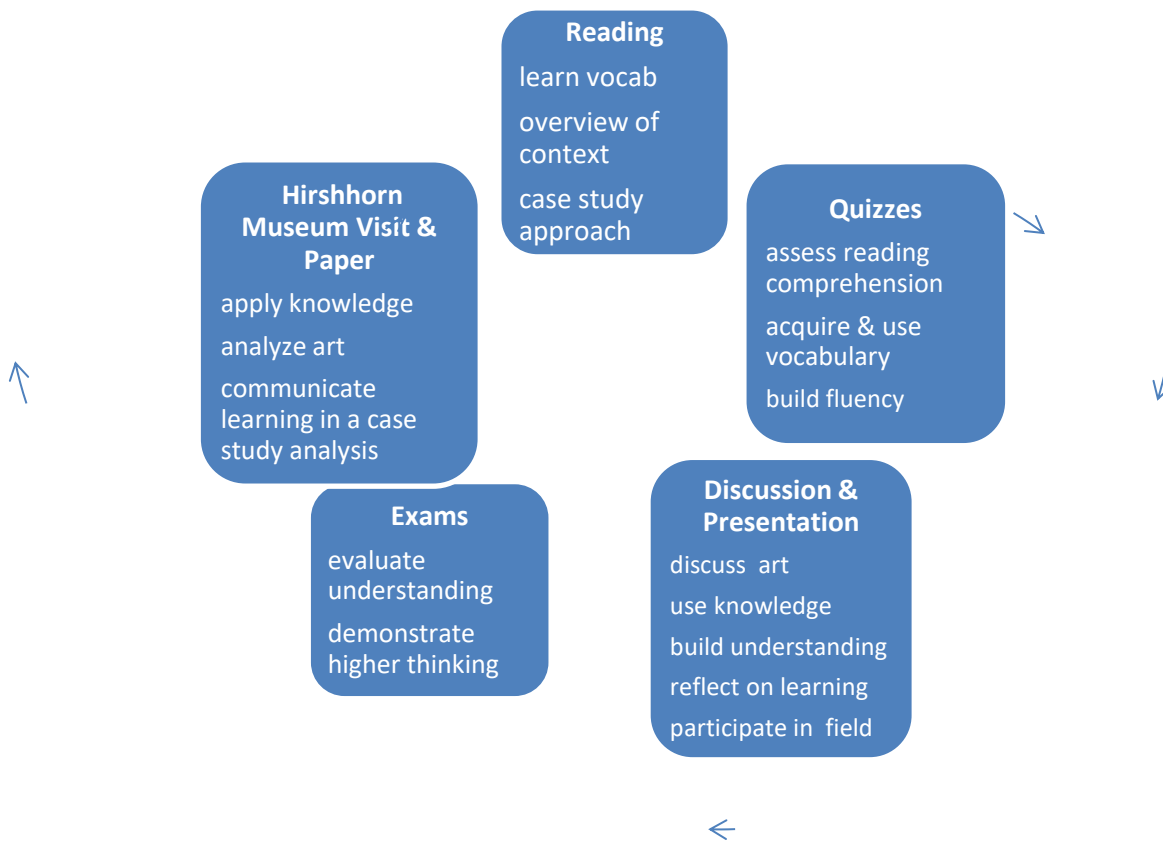 Reading
learn vocab
overview of
context
case study
approach
Quizzes
assess reading
comprehension
acquire & use
vocabulary
build fluency
Discussion &
Presentation
discuss  art
use knowledge
build understanding
reflect on learning
participate in  field
Exams
evaluate
understanding
demonstrate
higher thinking
Hirshhorn
Museum Visit &
Paper
apply knowledge
analyze art
communicate
learning in a case
study analysis